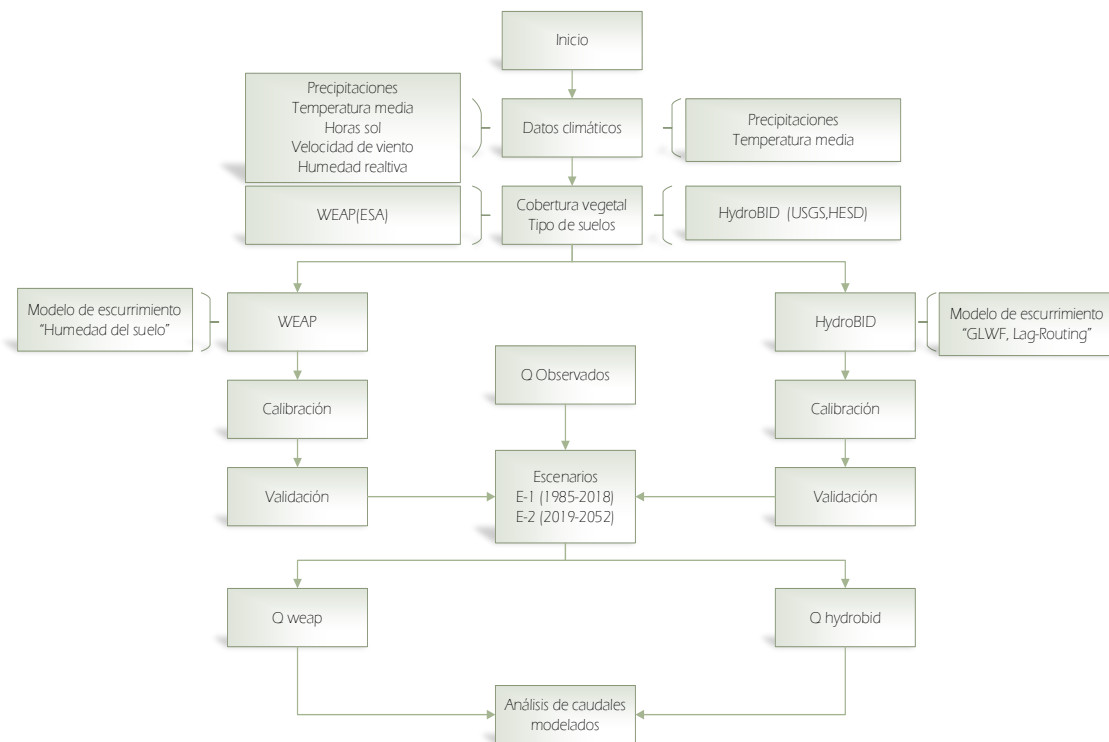 Inicio
Precipitaciones
Temperatura media
Horas sol
Velocidad de viento
Humedad realtiva
Datos climáticos
Precipitaciones
Temperatura media
WEAP(ESA)
Cobertura vegetal
Tipo de suelos
HydroBID (USGS,HESD)
Modelo de escurrimiento
“Humedad del suelo”
WEAP
HydroBID
Modelo de escurrimiento
“GLWF, Lag-Routing”
Q Observados
Calibración
Calibración
Validación
Escenarios
E-1 (1985-2018)
E-2 (2019-2052)
Validación
Q weap
Q hydrobid
Análisis de caudales
modelados